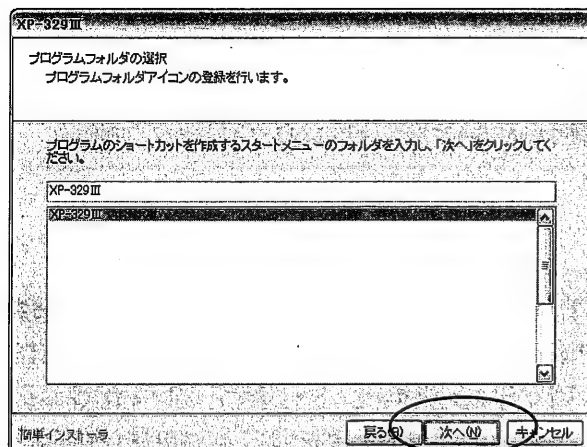 XP-329Ⅲ
プログラムフォルダの選択
プログラムフォルダアイコンの登録を行います。
プログラムのショートカットを作成するスタートメニューのフォルダを入力し、「次へ」をクリックしてく
ださい。
XP-329Ⅲ
XP-329Ⅲ
簡単インストーラ
戻る(B) 次へ(N) キャンセル